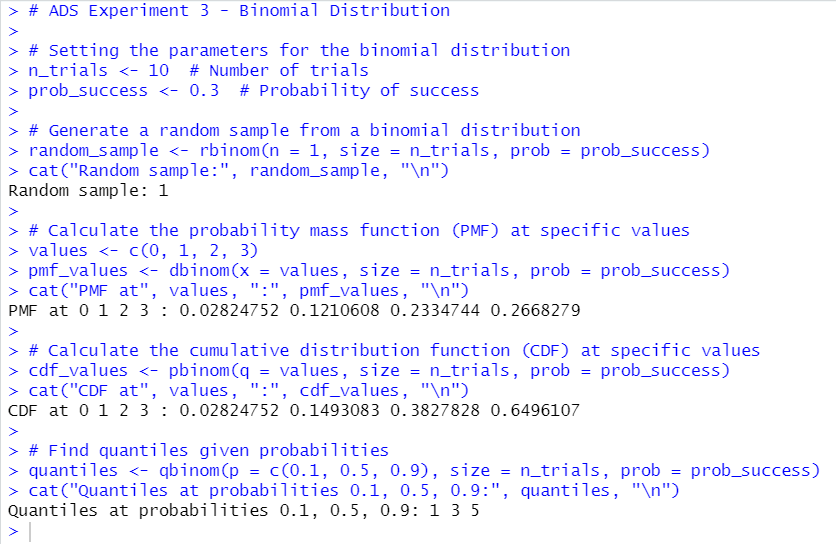 > # ADS Experiment 3 - Binomial Distribution
>
> # Setting the parameters for the binomial distribution
> n_trials <- 10  # Number of trials
> prob_success <- 0.3  # Probability of success
>
> # Generate a random sample from a binomial distribution
> random_sample <- rbinom(n = 1, size = n_trials, prob = prob_success)
> cat("Random sample:", random_sample, "\n")
Random sample: 1
>
> # Calculate the probability mass function (PMF) at specific values
> values <- c(0, 1, 2, 3)
> pmf_values <- dbinom(x = values, size = n_trials, prob = prob_success)
> cat("PMF at", values, ":", pmf_values, "\n")
PMF at 0 1 2 3 : 0.02824752 0.1210608 0.2334744 0.2668279
>
> # Calculate the cumulative distribution function (CDF) at specific values
> cdf_values <- pbinom(q = values, size = n_trials, prob = prob_success)
> cat("CDF at", values, ":", cdf_values, "\n")
CDF at 0 1 2 3 : 0.02824752 0.1493083 0.3827828 0.6496107
>
> # Find quantiles given probabilities
> quantiles <- qbinom(p = c(0.1, 0.5, 0.9), size = n_trials, prob = prob_success)
> cat("Quantiles at probabilities 0.1, 0.5, 0.9:", quantiles, "\n")
Quantiles at probabilities 0.1, 0.5, 0.9: 1 3 5
>